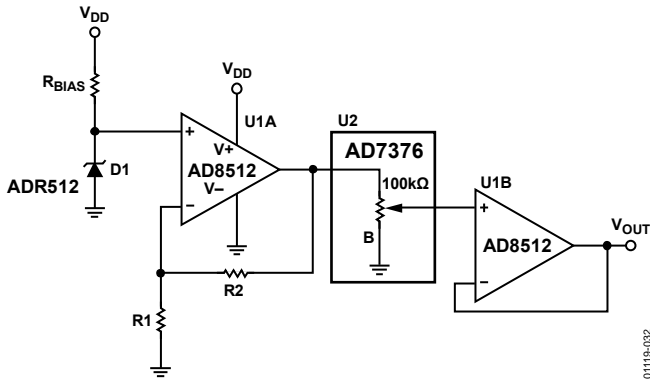 VDD
RBIAS
D1
ADR512
VDD
U1A
+
V+
AD8512
V–
–
R2
R1
U2
AD7376
100kΩ
B
U1B
+
AD8512
–
VOUT
01119-032